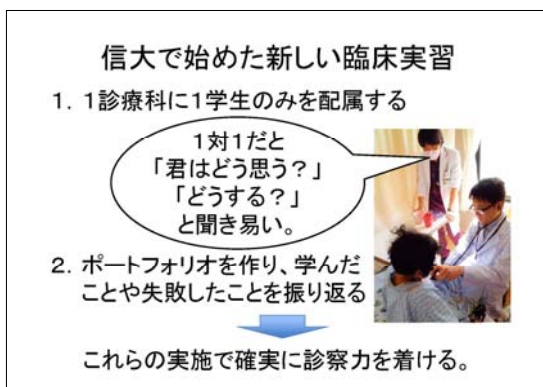 信大で始めた新しい臨床実習
1．1診療科に1学生のみを配属する
1対1だと
「君はどう思う？」
「どうする？」
と聞き易い。
2．ポートフォリオを作り、学んだ
ことや失敗したことを振り返る
これらの実施で確実に診察力を着ける。